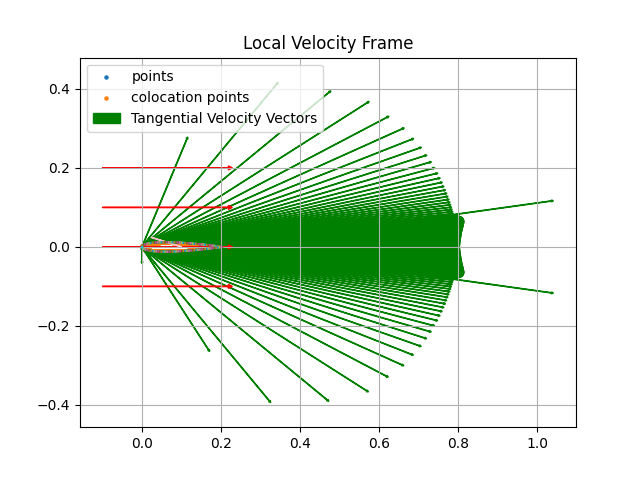 Local Velocity Frame
points
colocation points
Tangential Velocity Vectors
0.4
0.2
0.0
−0.2
−0.4
0.0 0.2 0.4 0.6 0.8 1.0